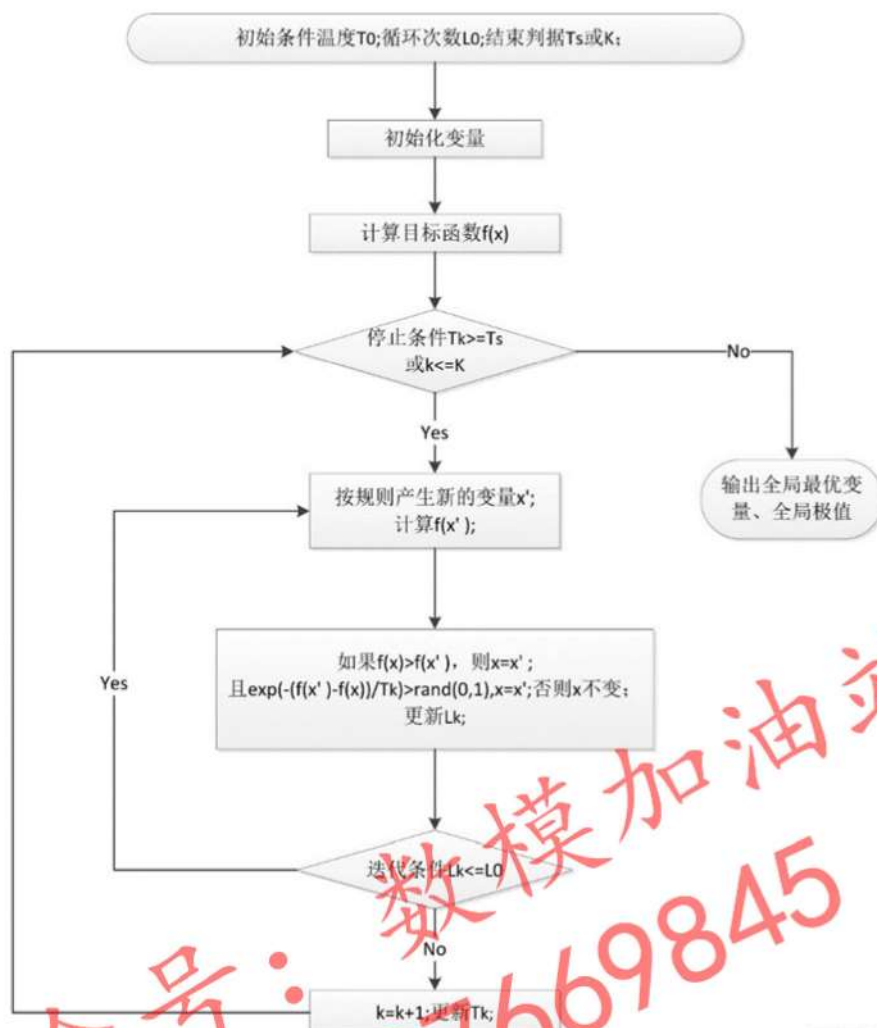 初始条件温度T0;循环次数L0;结束判据Ts或K;
初始化变量
计算目标函数f(x)
停止条件Tk>=Ts
或k<=K
No
Yes
按规则产生新的变量x';
计算f(x' );
输出全局最优变
量、全局极值
如果f(x)>f(x' ),则x=x' ;
且exp(-(f(x' )-f(x))/Tk)>rand(0,1),x=x';否则x不变;
更新Lk;
Yes
迭代条件Lk<=L0
No
k=k+1;更新Tk;
号:数模加油
7669845